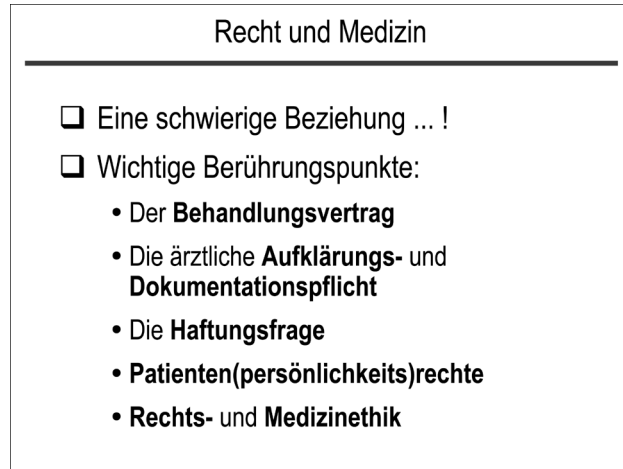 Recht und Medizin
❑ Eine schwierige Beziehung ... !
❑ Wichtige Berührungspunkte:
• Der Behandlungsvertrag
• Die ärztliche Aufklärungs- und
Dokumentationspflicht
• Die Haftungsfrage
• Patienten(persönlichkeits)rechte
• Rechts- und Medizinethik